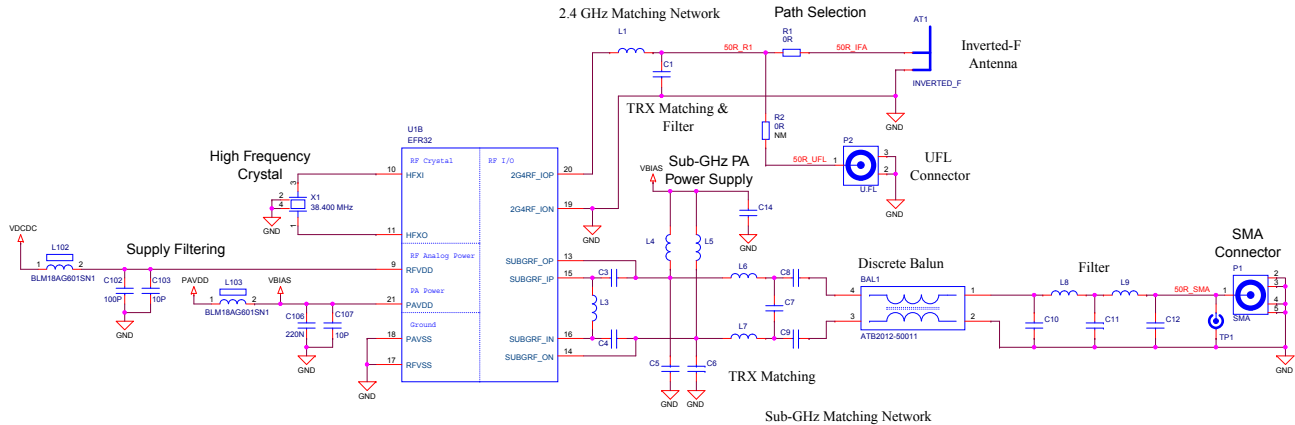 2.4 GHz Matching Network
Path Selection
L1
R1
0R
AT1
50R_R1
50R_IFA
Inverted-F
Antenna
C1
INVERTED_F
TRX Matching &
Filter
GND
R2
0R
NM
P2
50R_UFL
1
3
2
U.FL
UFL
Connector
GND
U1B
EFR32
High Frequency
Crystal
RF Crystal
RF I/O
10
HFXI
2G4RF_IOP
20
3
2
4
X1
38.400 MHz
GND
1
11
HFXO
2G4RF_ION
19
GND
Sub-GHz PA
Power Supply
VBIAS
C14
GND
L4
L5
VDCDC
L102
1
2
BLM18AG601SN1
Supply Filtering
C102
100P
C103
10P
GND
RF Analog Power
9
RFVDD
PA Power
PAVDD
L103
1
2
BLM18AG601SN1
VBIAS
21
PAVDD
C106
220N
C107
10P
GND
Ground
18
PAVSS
17
RFVSS
GND
SUBGRF_OP
13
SUBGRF_IP
15
SUBGRF_IN
16
SUBGRF_ON
14
C3
L3
C4
L6
C8
C7
L7
C9
C5
C6
GND
GND
TRX Matching
Discrete Balun
BAL1
4
1
3
2
ATB2012-50011
Filter
L8
L9
C10
C11
C12
50R_SMA
TP1
SMA
Connector
P1
1
2
3
4
5
SMA
GND
Sub-GHz Matching Network